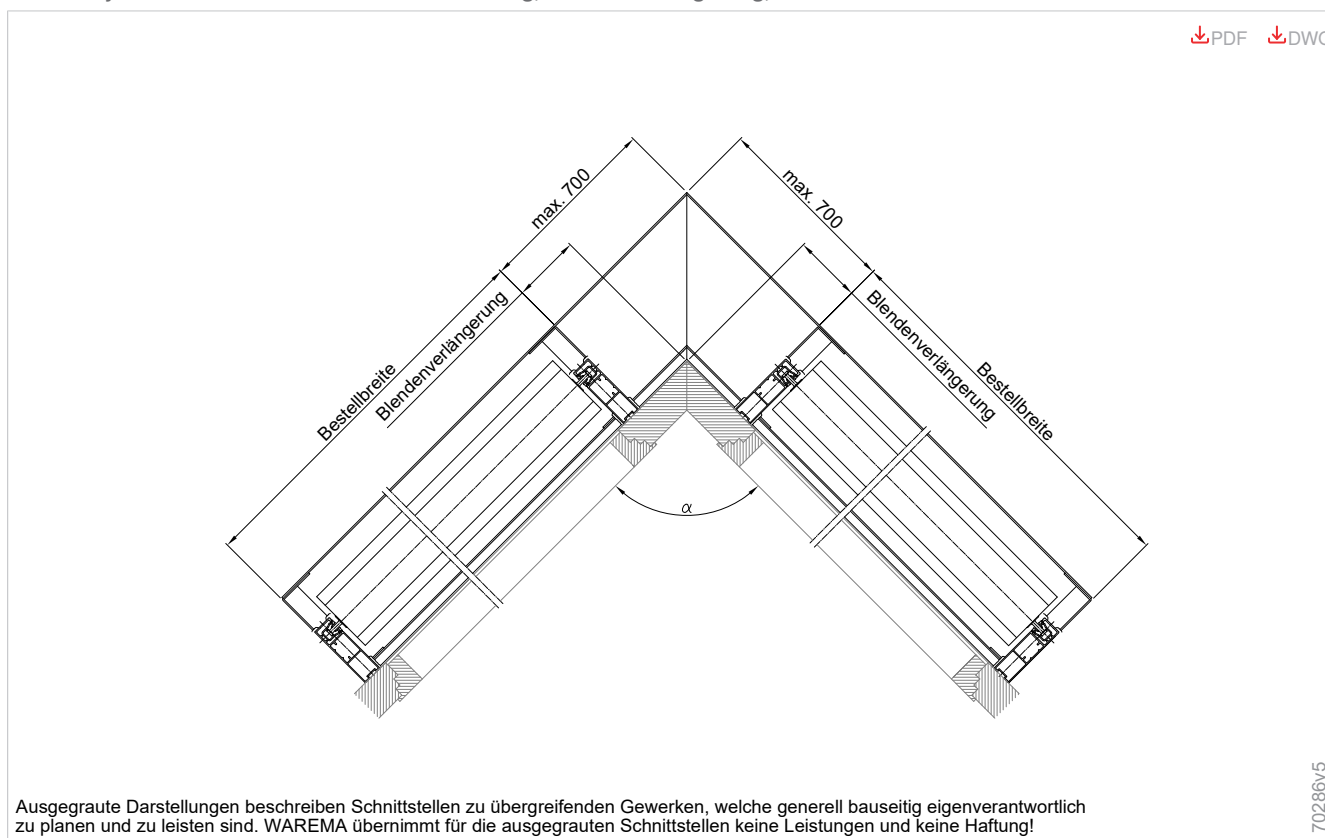 PDF DWG
max. 700
max. 700
Blendenverlängerung
Blendenverlängerung
Bestellbreite
Bestellbreite
α
Ausgegraute Darstellungen beschreiben Schnittstellen zu übergreifenden Gewerken, welche generell bauseitig eigenverantwortlich
zu planen und zu leisten sind. WAREMA übernimmt für die ausgegrauten Schnittstellen keine Leistungen und keine Haftung!
70286v5